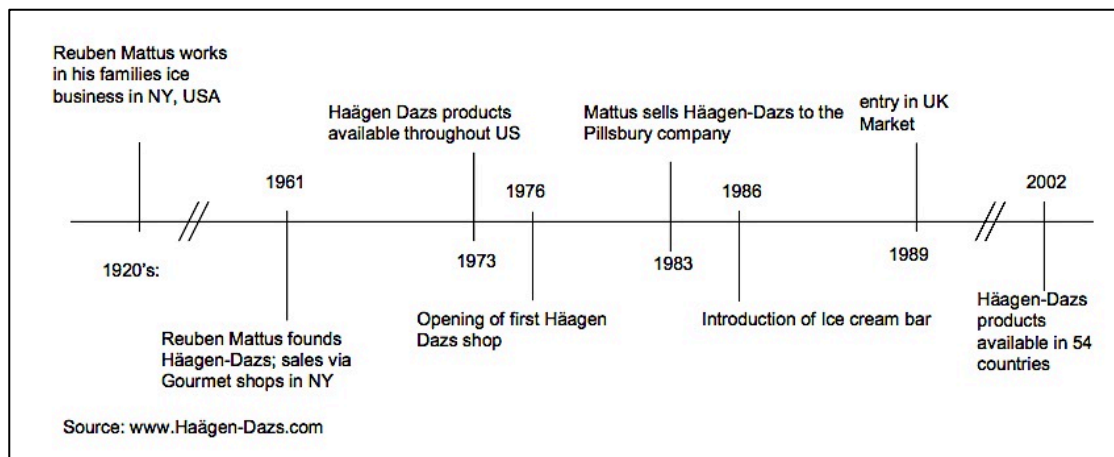 Reuben Mattus works
in his families ice
business in NY, USA
1920's:
1961
Reuben Mattus founds
Häagen-Dazs; sales via
Gourmet shops in NY
Haägen Dazs products
available throughout US
1973
1976
Opening of first Häagen
Dazs shop
Mattus sells Häagen-Dazs to the
Pillsbury company
1983
1986
Introduction of Ice cream bar
entry in UK
Market
1989
2002
Häagen-Dazs
products
available in 54
countries
Source: www.Haägen-Dazs.com